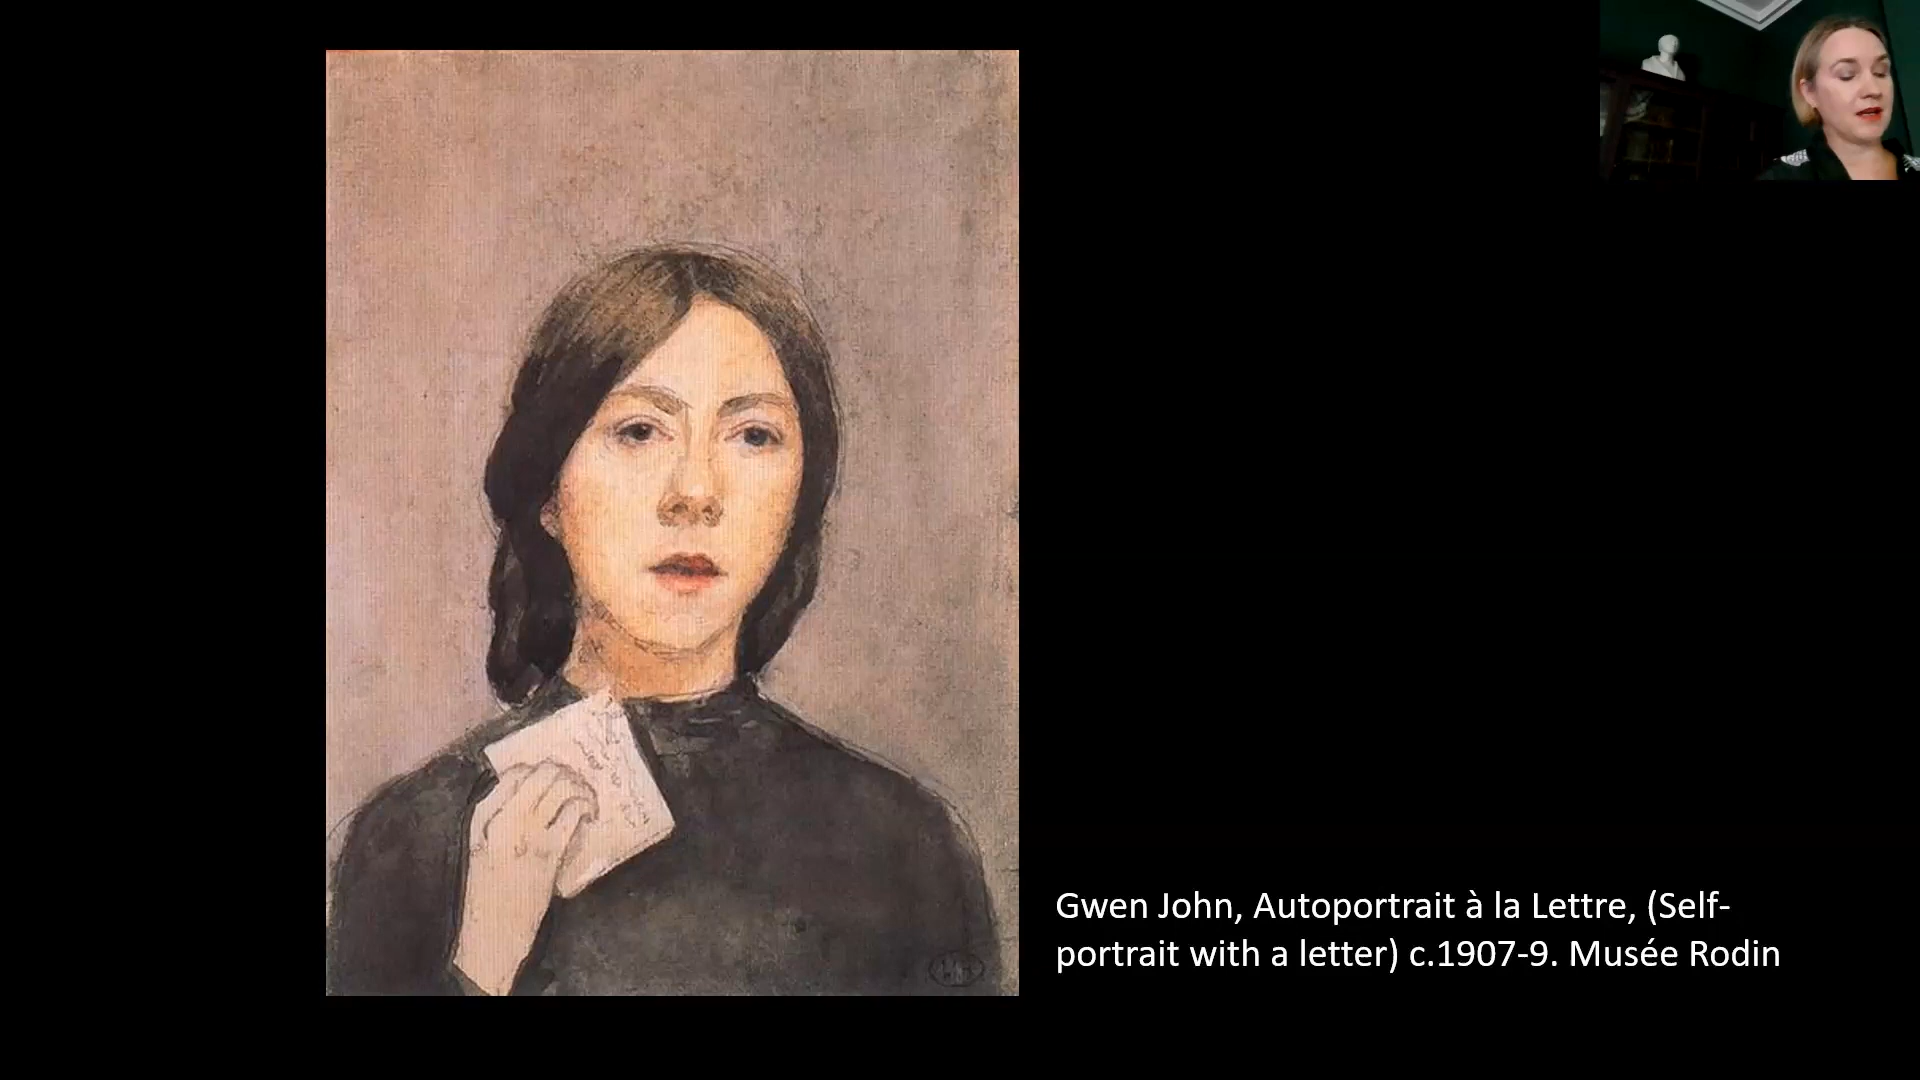 Gwen John, Autoportrait à la Lettre, (Self-
portrait with a letter) c.1907-9. Musée Rodin